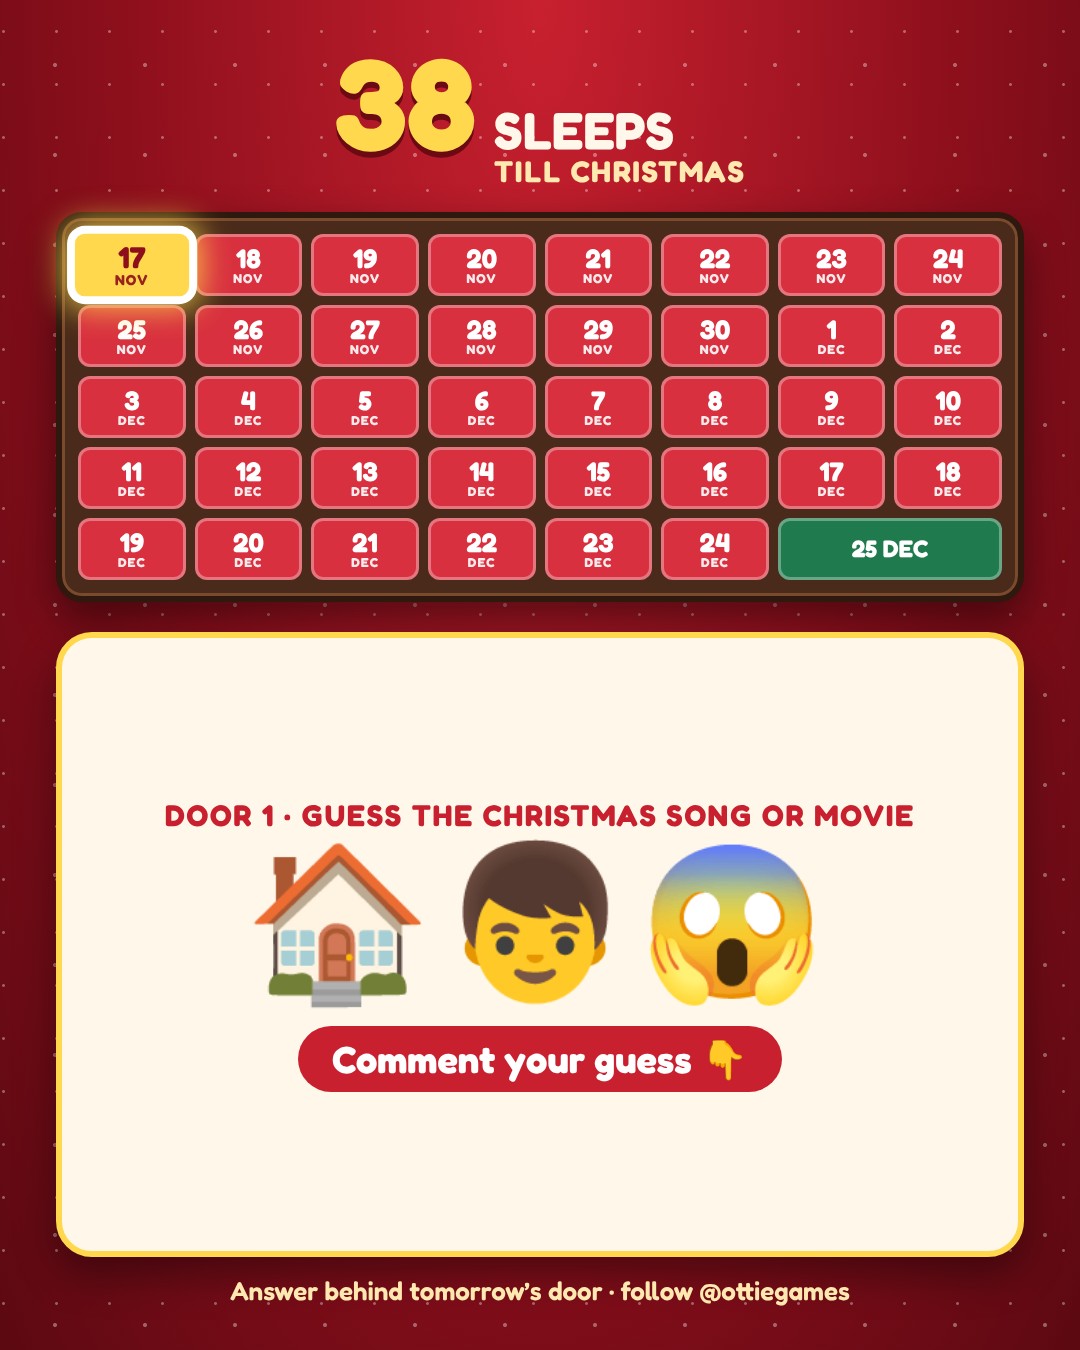 38 SLEEPS
TILL CHRISTMAS
17 NOV
18 NOV
19 NOV
20 NOV
21 NOV
22 NOV
23 NOV
24 NOV
25 NOV
26 NOV
27 NOV
28 NOV
29 NOV
30 NOV
1 DEC
2 DEC
3 DEC
4 DEC
5 DEC
6 DEC
7 DEC
8 DEC
9 DEC
10 DEC
11 DEC
12 DEC
13 DEC
14 DEC
15 DEC
16 DEC
17 DEC
18 DEC
19 DEC
20 DEC
21 DEC
22 DEC
23 DEC
24 DEC
25 DEC
DOOR 1 · GUESS THE CHRISTMAS SONG OR MOVIE
Comment your guess 👇
Answer behind tomorrow’s door · follow @ottiegames